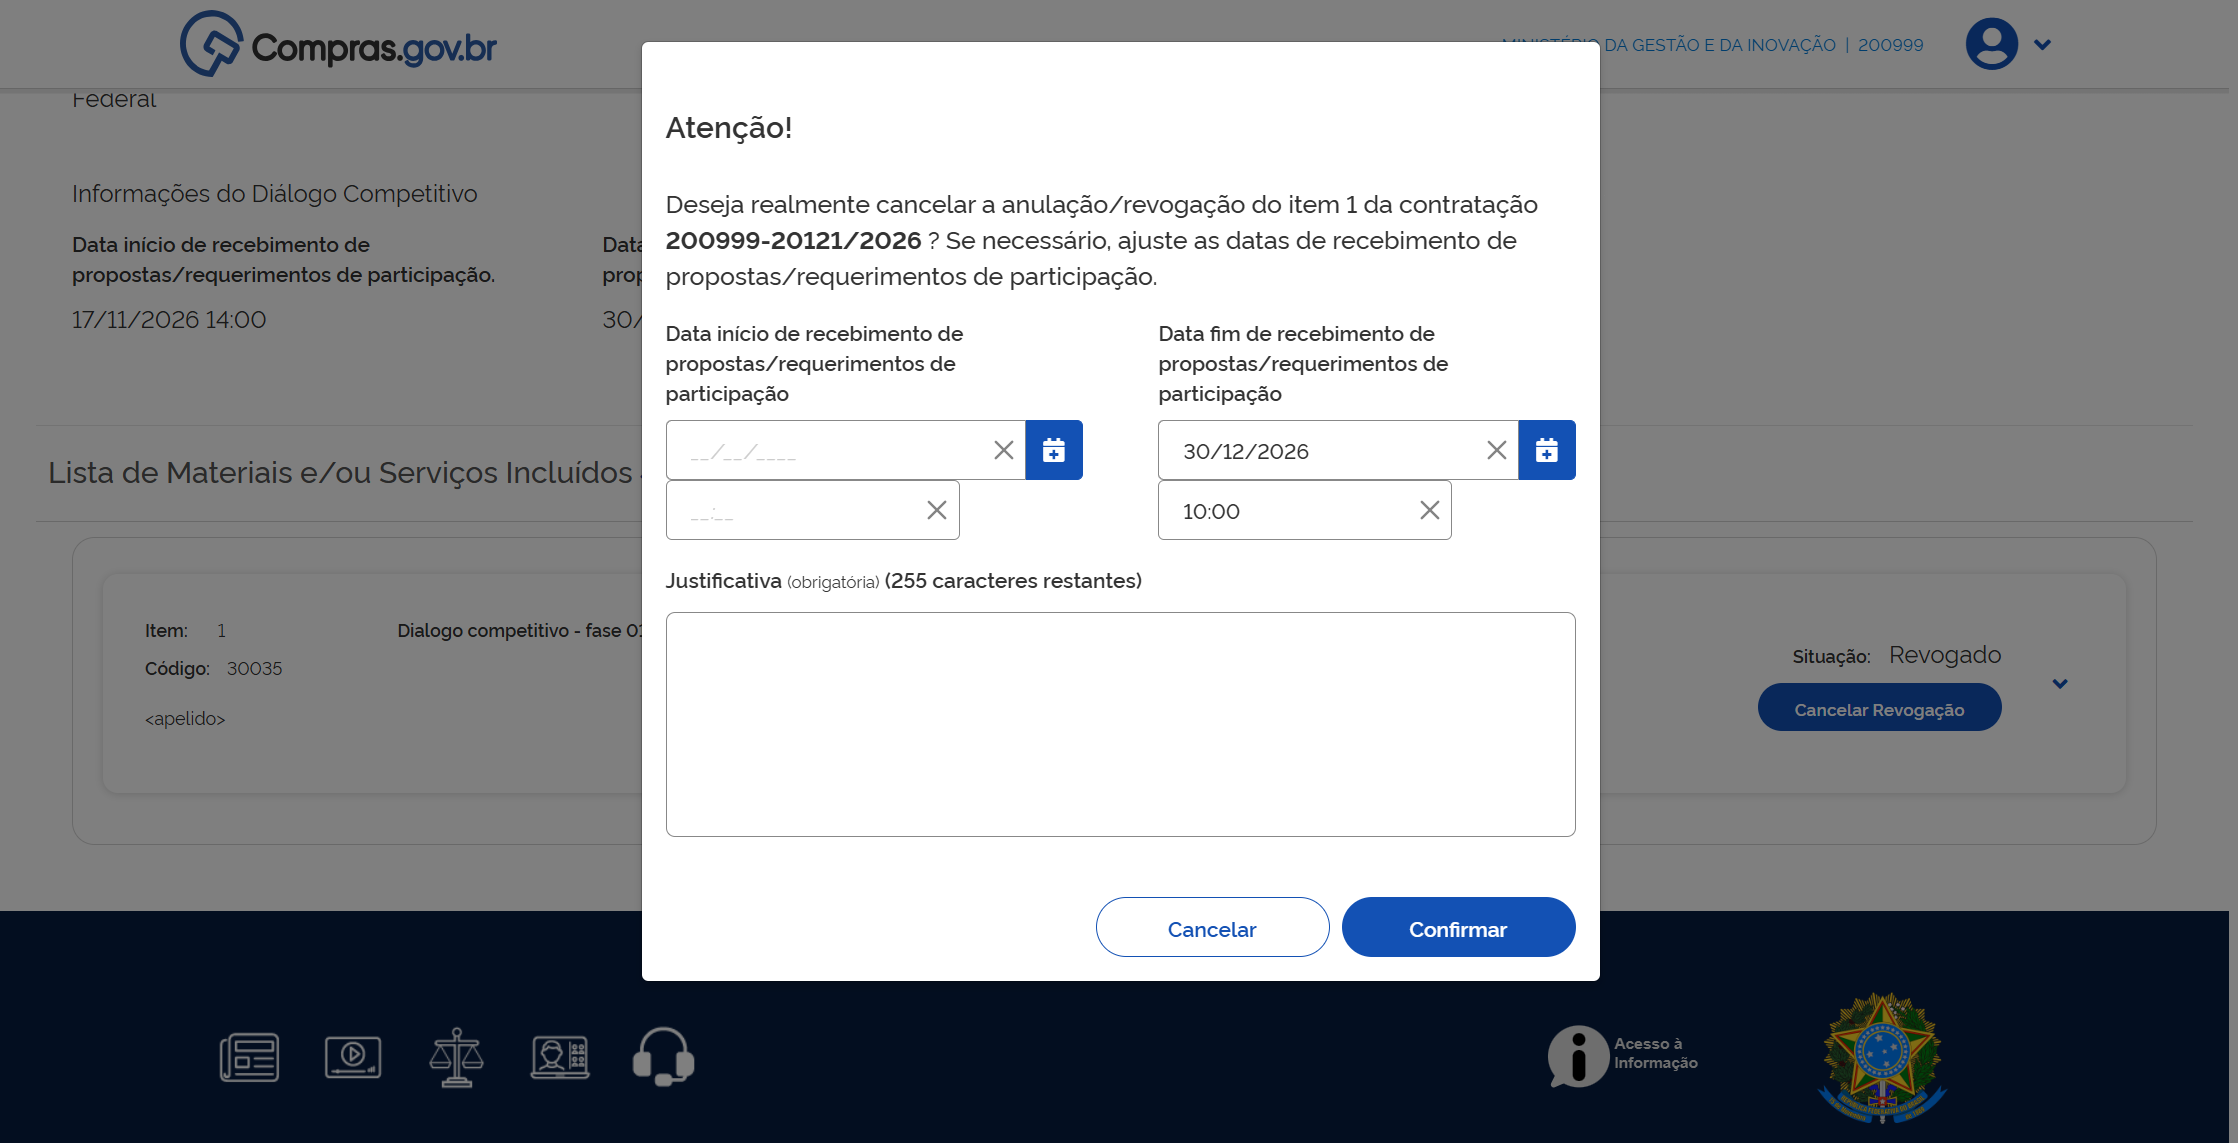 Compras.gov.br
MINISTÉRIO DA GESTÃO E DA INOVAÇÃO | 200999
Federal
Atenção!
Informações do Diálogo Competitivo
Deseja realmente cancelar a anulação/revogação do item 1 da contratação
200999-20121/2026 ? Se necessário, ajuste as datas de recebimento de
propostas/requerimentos de participação.
Data início de recebimento de
propostas/requerimentos de participação.
17/11/2026 14:00
30/
Data início de recebimento de
propostas/requerimentos de
participação
Data fim de recebimento de
propostas/requerimentos de
participação
__/__/____
30/12/2026
__:__
10:00
Lista de Materiais e/ou Serviços Incluídos
Justificativa (obrigatória) (255 caracteres restantes)
Item: 1
Dialogo competitivo - fase 01
Código: 30035
<apelido>
Situação: Revogado
Cancelar Revogação
Cancelar
Confirmar
Acesso à
Informação